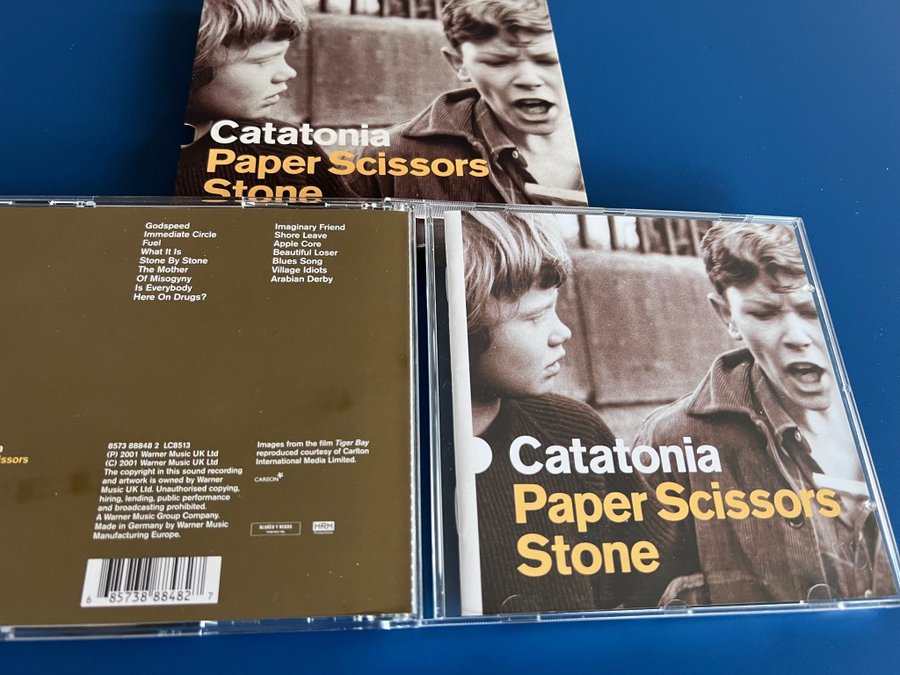 Catatonia
Paper Scissors
Stone
Godspeed
Immediate Circle
Fuel
What It Is
Stone By Stone
The Mother
Of Misogyny
Is Everybody
Here On Drugs?
Imaginary Friend
Shore Leave
Apple Core
Beautiful Loser
Blues Song
Village Idiots
Arabian Derby
8573 88848 2 LC8513
(P) 2001 Warner Music UK Ltd
(C) 2001 Warner Music UK Ltd
The copyright in this sound recording
and artwork is owned by Warner
Music UK Ltd. Unauthorised copying,
hiring, lending, public performance
and broadcasting prohibited.
A Warner Music Group Company.
Made in Germany by Warner Music
Manufacturing Europe.
Images from the film Tiger Bay
reproduced courtesy of Carlton
International Media Limited.
CARLTON
BLANCO Y NEGRO
MRM
6 85738 88482 7
Catatonia
Paper Scissors
Stone